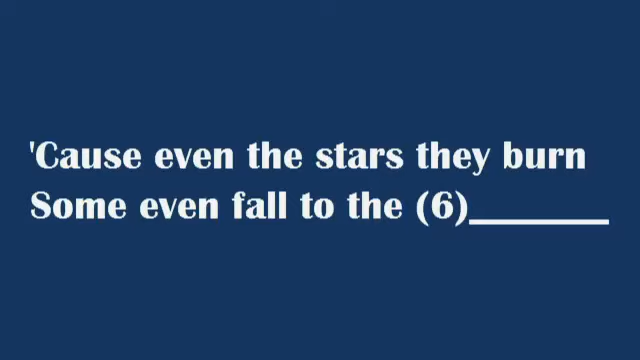 'Cause even the stars they burn
Some even fall to the (6)_______